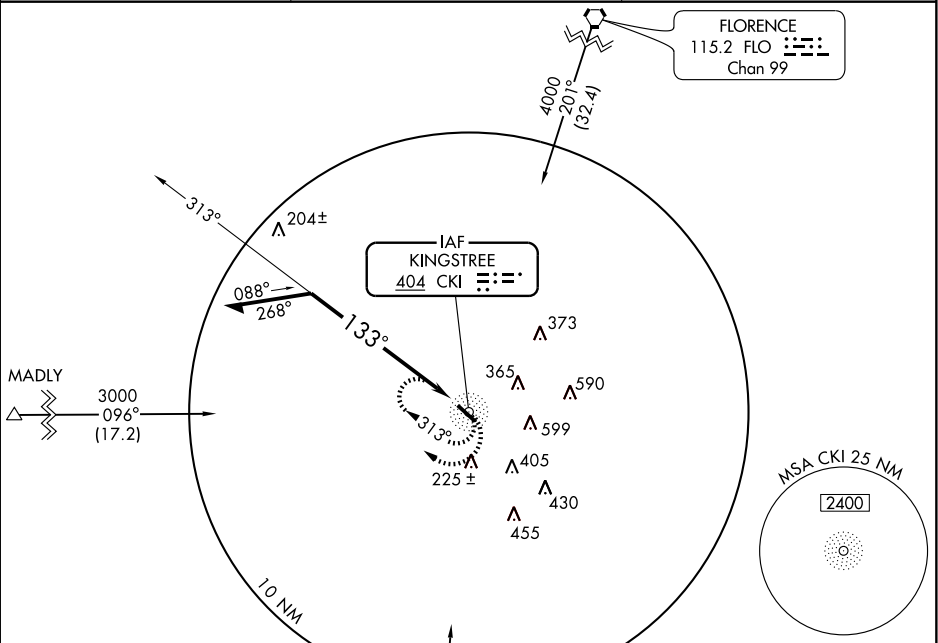 FLORENCE
115.2 FLO
Chan 99
4000
201°
(32.4)
313°
204±
IAF
KINGSTREE
404 CKI
088°
268°
133°
373
365
590
MADLY
3000
096°
(17.2)
313°
599
405
225 ±
430
455
MSA CKI 25 NM
2400
10 NM